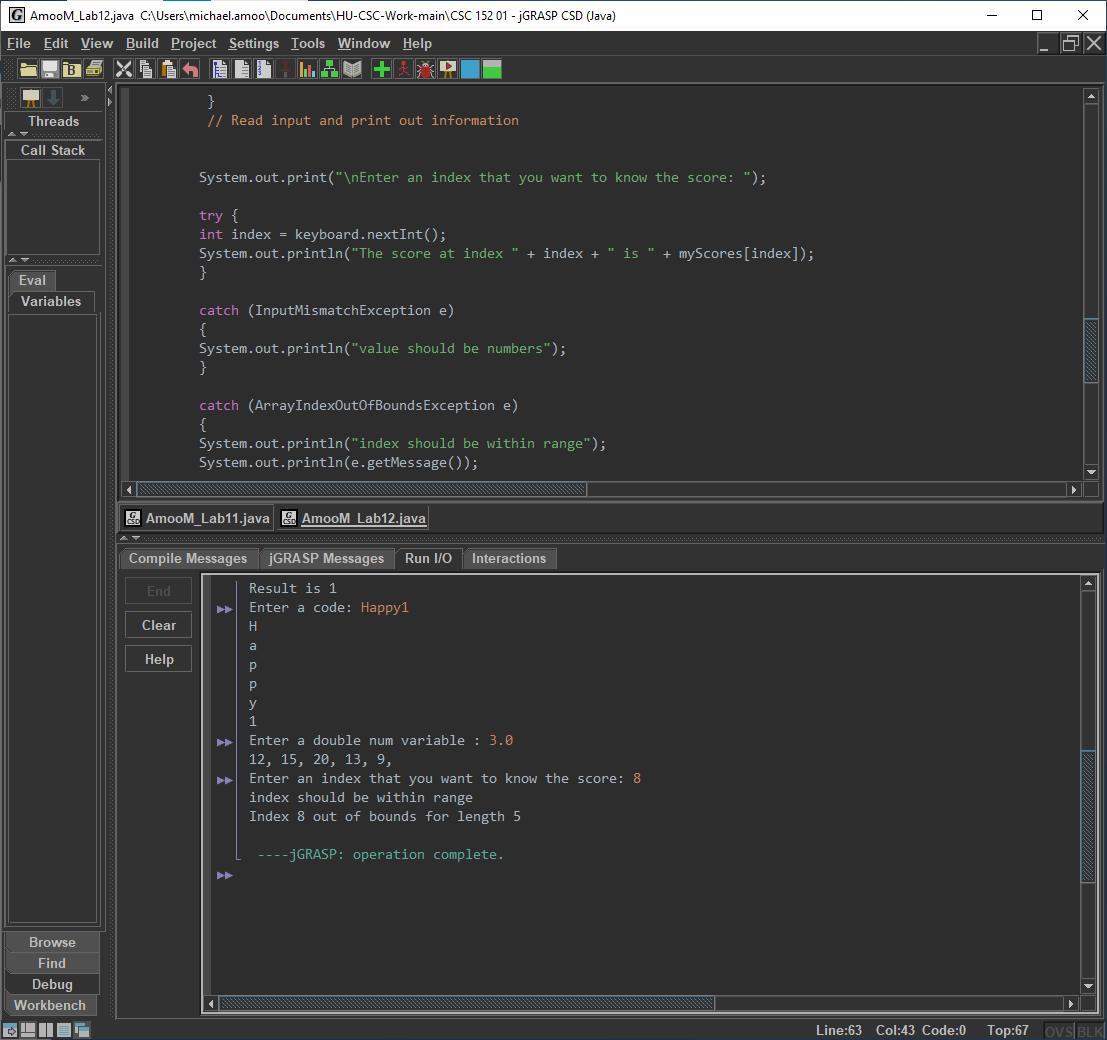 AmooM_Lab12.java C:\Users\michael.amoo\Documents\HU-CSC-Work-main\CSC 152 01 - jGRASP CSD (Java)
File Edit View Build Project Settings Tools Window Help
Threads
Call Stack
Eval
Variables
}
// Read input and print out information
System.out.print("\nEnter an index that you want to know the score: ");
try {
int index = keyboard.nextInt();
System.out.println("The score at index " + index + " is " + myScores[index]);
}
catch (InputMismatchException e)
{
System.out.println("value should be numbers");
}
catch (ArrayIndexOutOfBoundsException e)
{
System.out.println("index should be within range");
System.out.println(e.getMessage());
AmooM_Lab11.java AmooM_Lab12.java
Compile Messages jGRASP Messages Run I/O Interactions
End
Clear
Help
Result is 1
Enter a code: Happy1
H
a
p
p
y
1
Enter a double num variable : 3.0
12, 15, 20, 13, 9,
Enter an index that you want to know the score: 8
index should be within range
Index 8 out of bounds for length 5
----jGRASP: operation complete.
Browse
Find
Debug
Workbench
Line:63 Col:43 Code:0 Top:67 OVS BLK